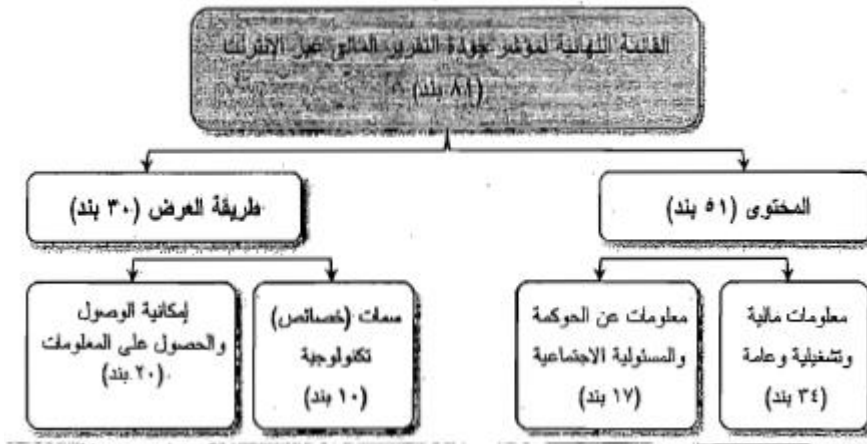 القائمة النهائية لمؤشر جودة التقرير المالي عبر الانترنت
(٨١ بند)
المحتوى (٥١ بند)
طريقة العرض (٣٠ بند)
معلومات مالية
وتشغيلية وعامة
(٣٤ بند)
معلومات عن الحوكمة
والمسئولية الاجتماعية
(١٧ بند)
سمات (خصائص)
تكنولوجية
(١٠ بند)
إمكانية الوصول
والحصول على المعلومات
(٢٠ بند)